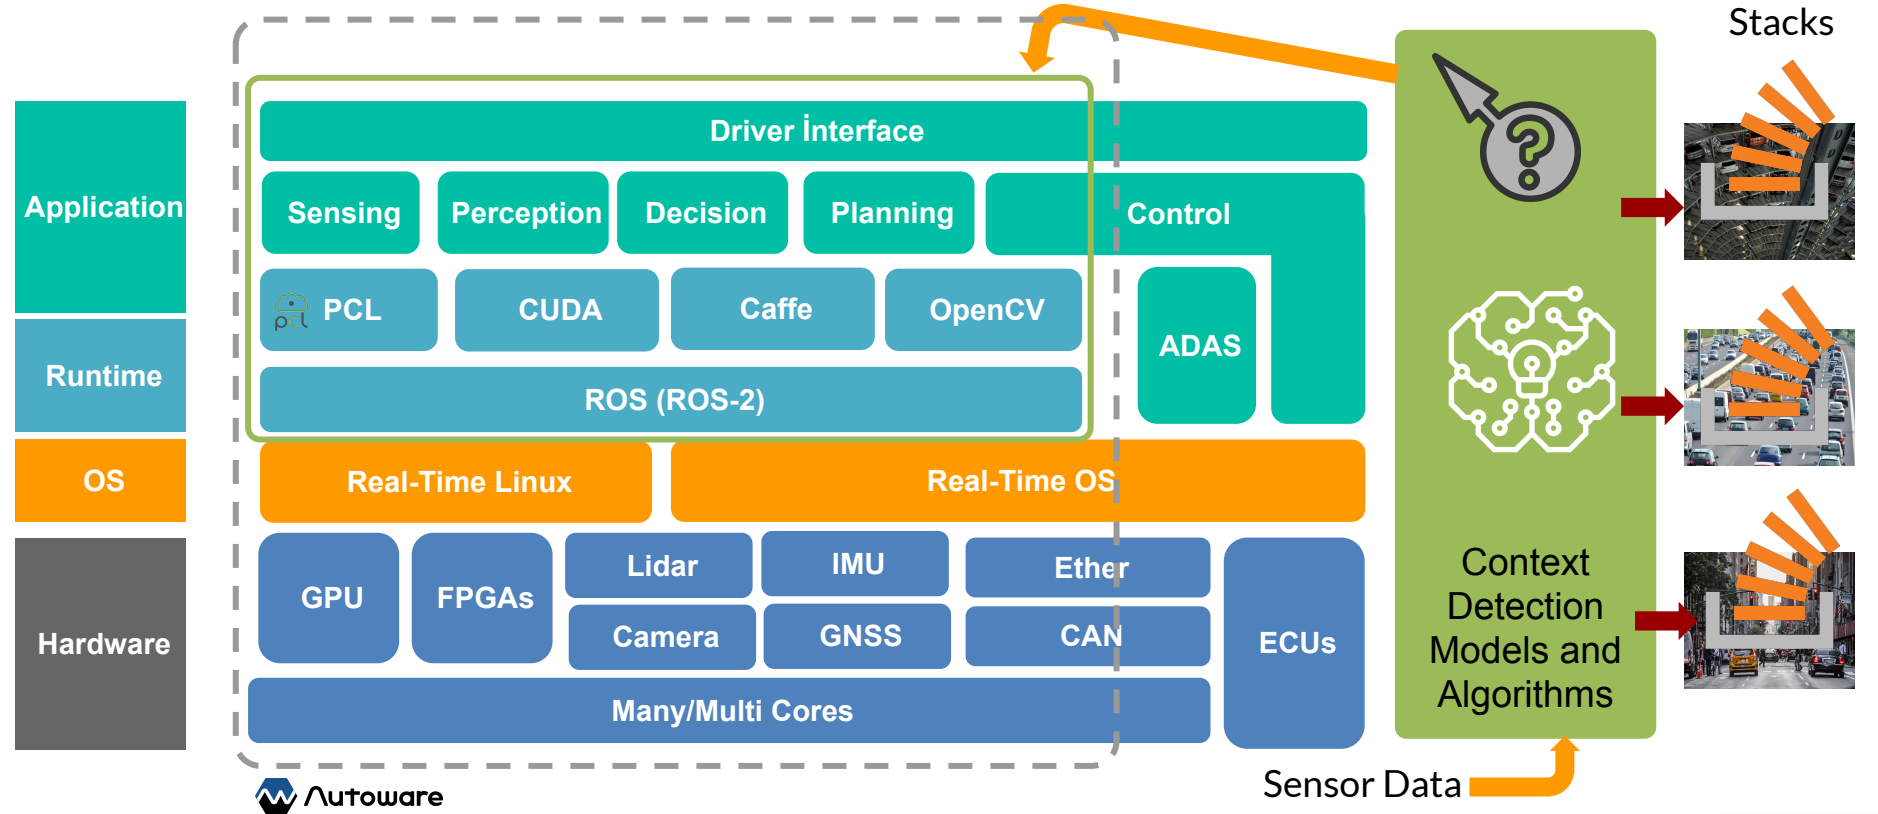 Stacks
Application
Runtime
OS
Hardware
Driver İnterface
Sensing
Perception
Decision
Planning
Control
pcl
PCL
CUDA
Caffe
OpenCV
ADAS
ROS (ROS-2)
Real-Time Linux
Real-Time OS
GPU
FPGAs
Lidar
IMU
Ether
Camera
GNSS
CAN
ECUs
Many/Multi Cores
Autoware
?
Context
Detection
Models and
Algorithms
Sensor Data